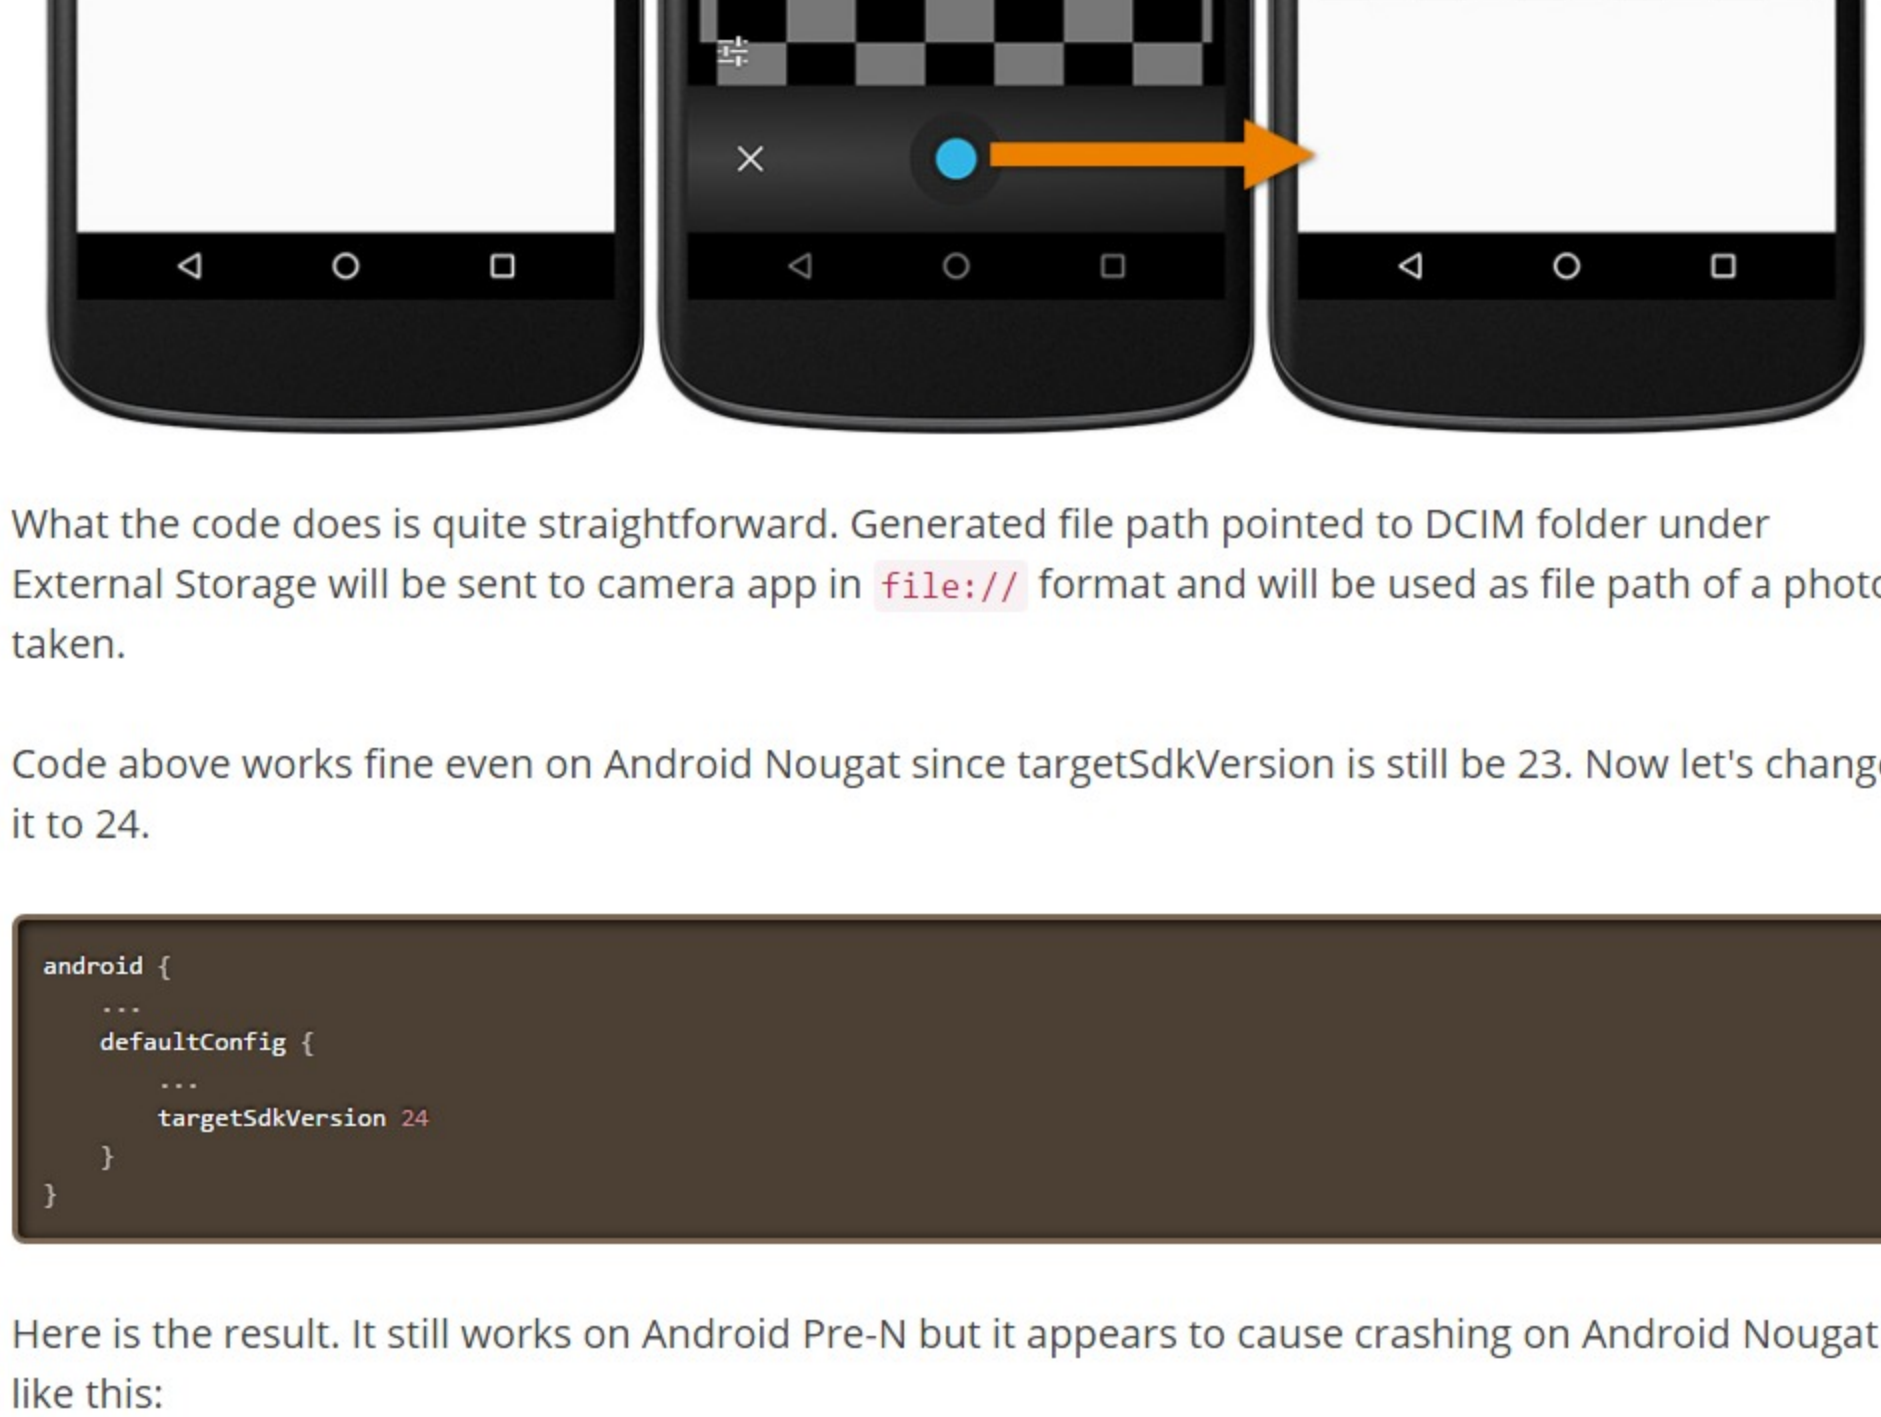 What the code does is quite straightforward. Generated file path pointed to DCIM folder under
External Storage will be sent to camera app in file:// format and will be used as file path of a photo
taken.
Code above works fine even on Android Nougat since targetSdkVersion is still be 23. Now let's change
it to 24.
android {
    ...
    defaultConfig {
        ...
        targetSdkVersion 24
    }
}
Here is the result. It still works on Android Pre-N but it appears to cause crashing on Android Nougat
like this: